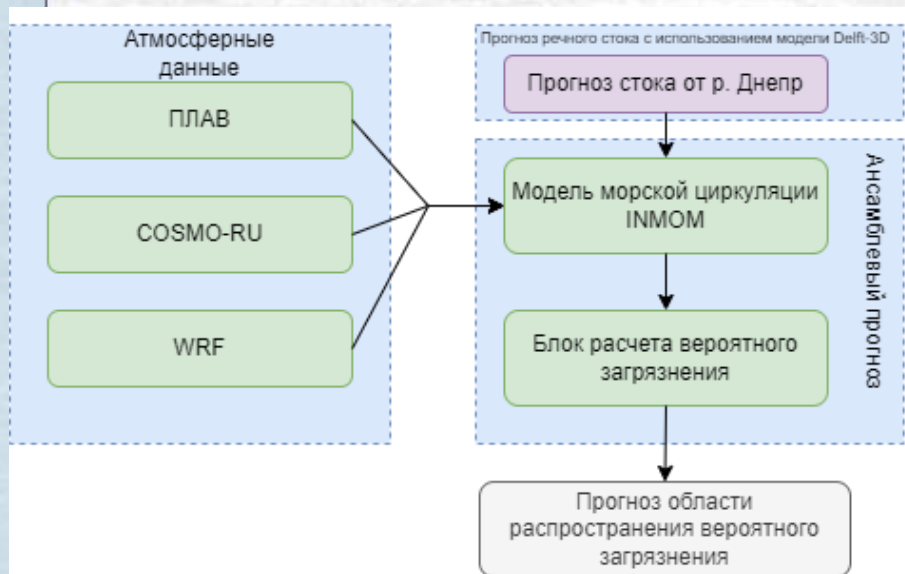 Атмосферные
данные
ПЛАВ
COSMO-RU
WRF
Прогноз речного стока с использованием модели Delft-3D
Прогноз стока от р. Днепр
Модель морской циркуляции
INMOM
Блок расчета вероятного
загрязнения
Ансамблевый прогноз
Прогноз области
распространения вероятного
загрязнения